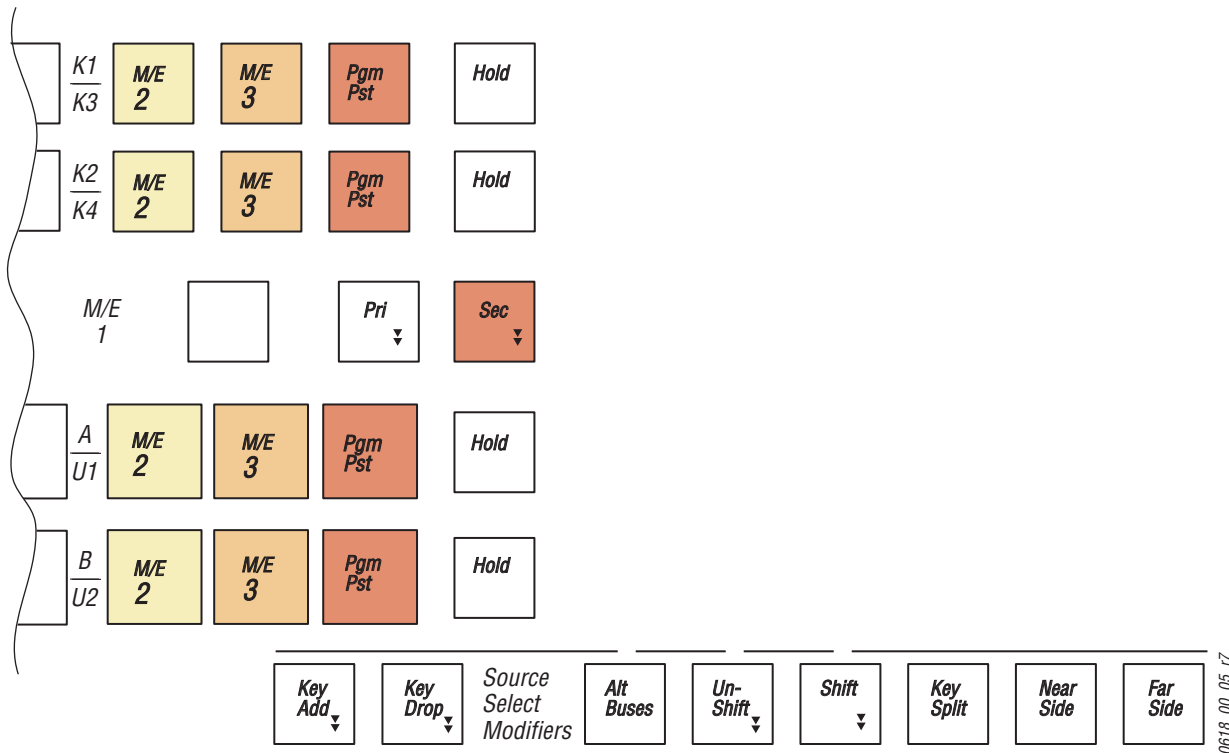 K1
K3
M/E
2
M/E
3
Pgm
Pst
Hold
K2
K4
M/E
2
M/E
3
Pgm
Pst
Hold
M/E
1
Pri
Sec
A
U1
M/E
2
M/E
3
Pgm
Pst
Hold
B
U2
M/E
2
M/E
3
Pgm
Pst
Hold
Key
Add
Key
Drop
Source
Select
Modifiers
Alt
Buses
Un-
Shift
Shift
Key
Split
Near
Side
Far
Side
0618_00_05_r7